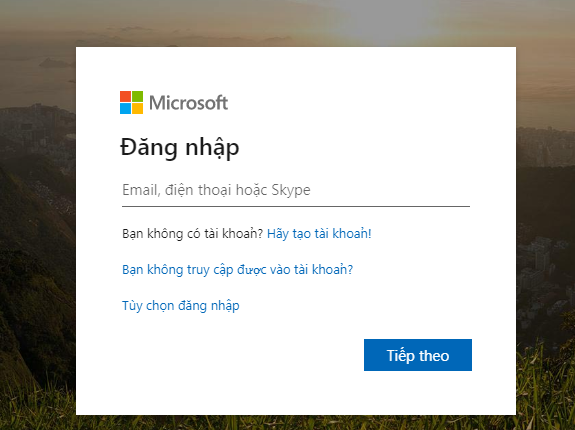 Microsoft
Đăng nhập
Email, điện thoại hoặc Skype
Bạn không có tài khoản? Hãy tạo tài khoản!
Bạn không truy cập được vào tài khoản?
Tùy chọn đăng nhập
Tiếp theo